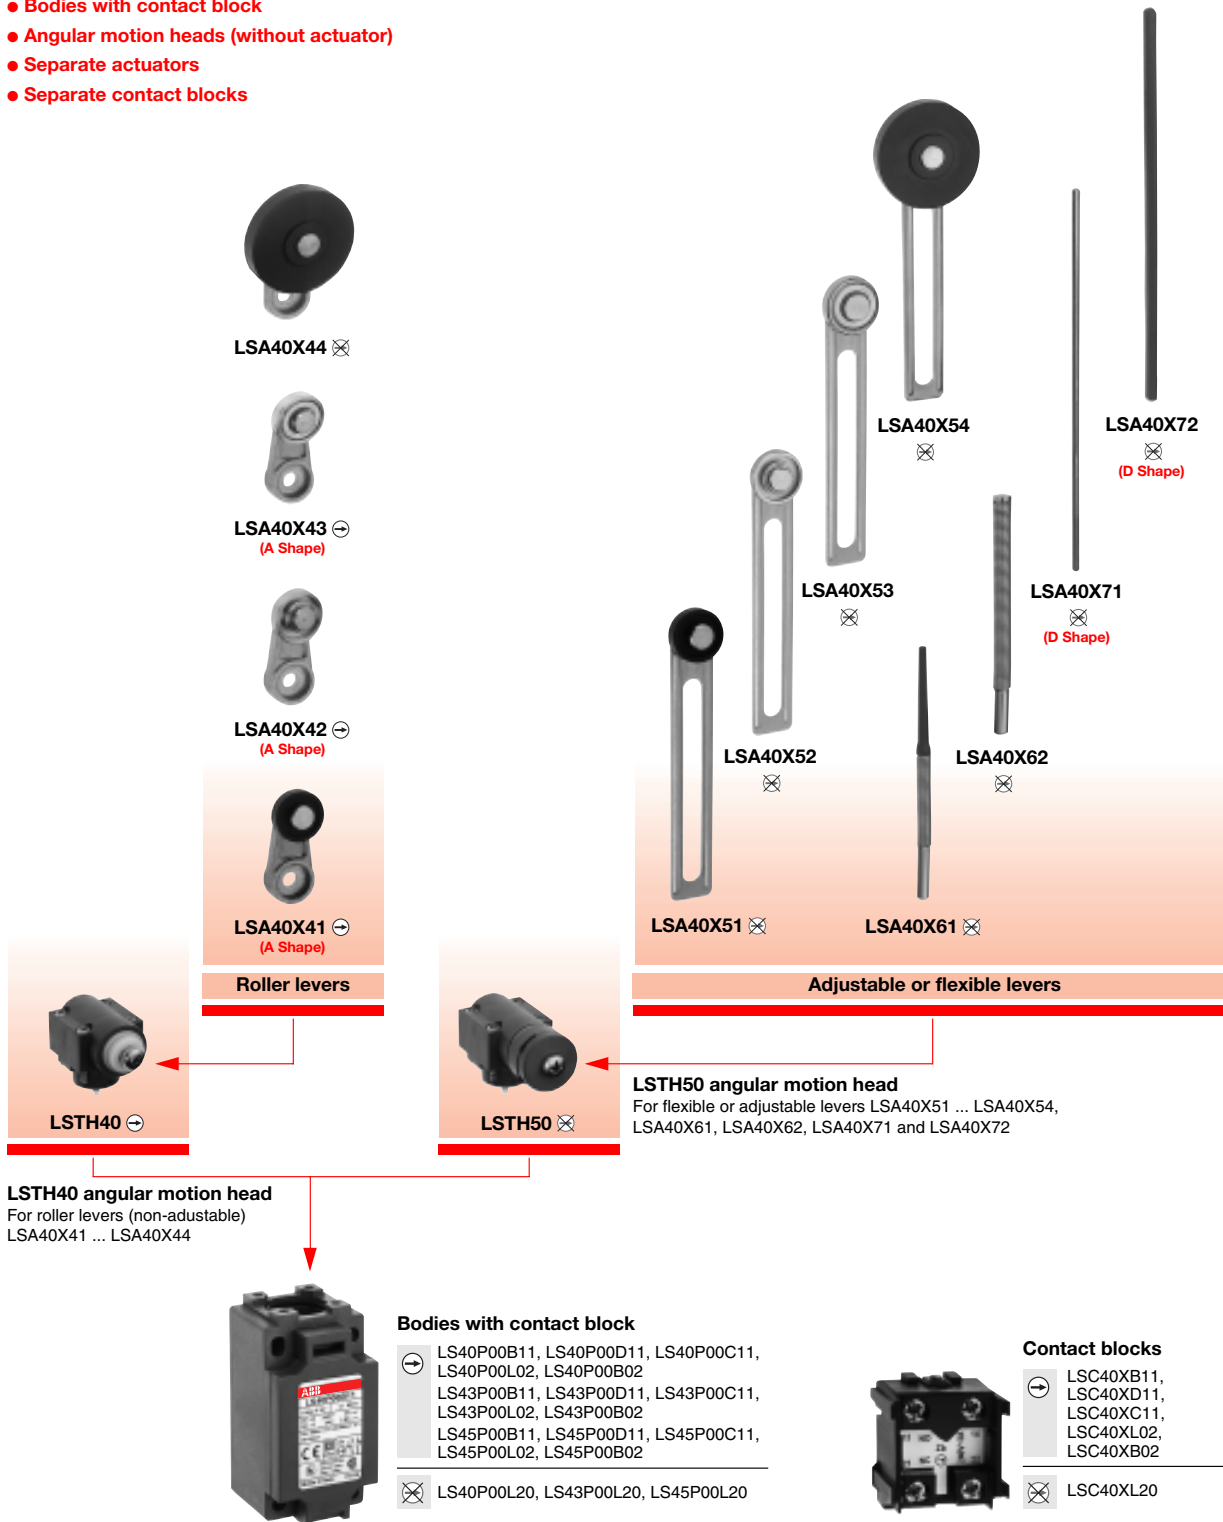 ● Bodies with contact block
● Angular motion heads (without actuator)
● Separate actuators
● Separate contact blocks
LSA40X44
LSA40X43
(A Shape)
LSA40X42
(A Shape)
LSA40X41
(A Shape)
Roller levers
LSA40X54
LSA40X72
(D Shape)
LSA40X53
LSA40X71
(D Shape)
LSA40X52
LSA40X62
LSA40X51
LSA40X61
Adjustable or flexible levers
LSTH40
LSTH50
LSTH50 angular motion head
For flexible or adjustable levers LSA40X51 ... LSA40X54,
LSA40X61, LSA40X62, LSA40X71 and LSA40X72
LSTH40 angular motion head
For roller levers (non-adustable)
LSA40X41 ... LSA40X44
ABB
Bodies with contact block
LS40P00B11, LS40P00D11, LS40P00C11,
LS40P00L02, LS40P00B02
LS43P00B11, LS43P00D11, LS43P00C11,
LS43P00L02, LS43P00B02
LS45P00B11, LS45P00D11, LS45P00C11,
LS45P00L02, LS45P00B02
LS40P00L20, LS43P00L20, LS45P00L20
Contact blocks
LSC40XB11,
LSC40XD11,
LSC40XC11,
LSC40XL02,
LSC40XB02
LSC40XL20